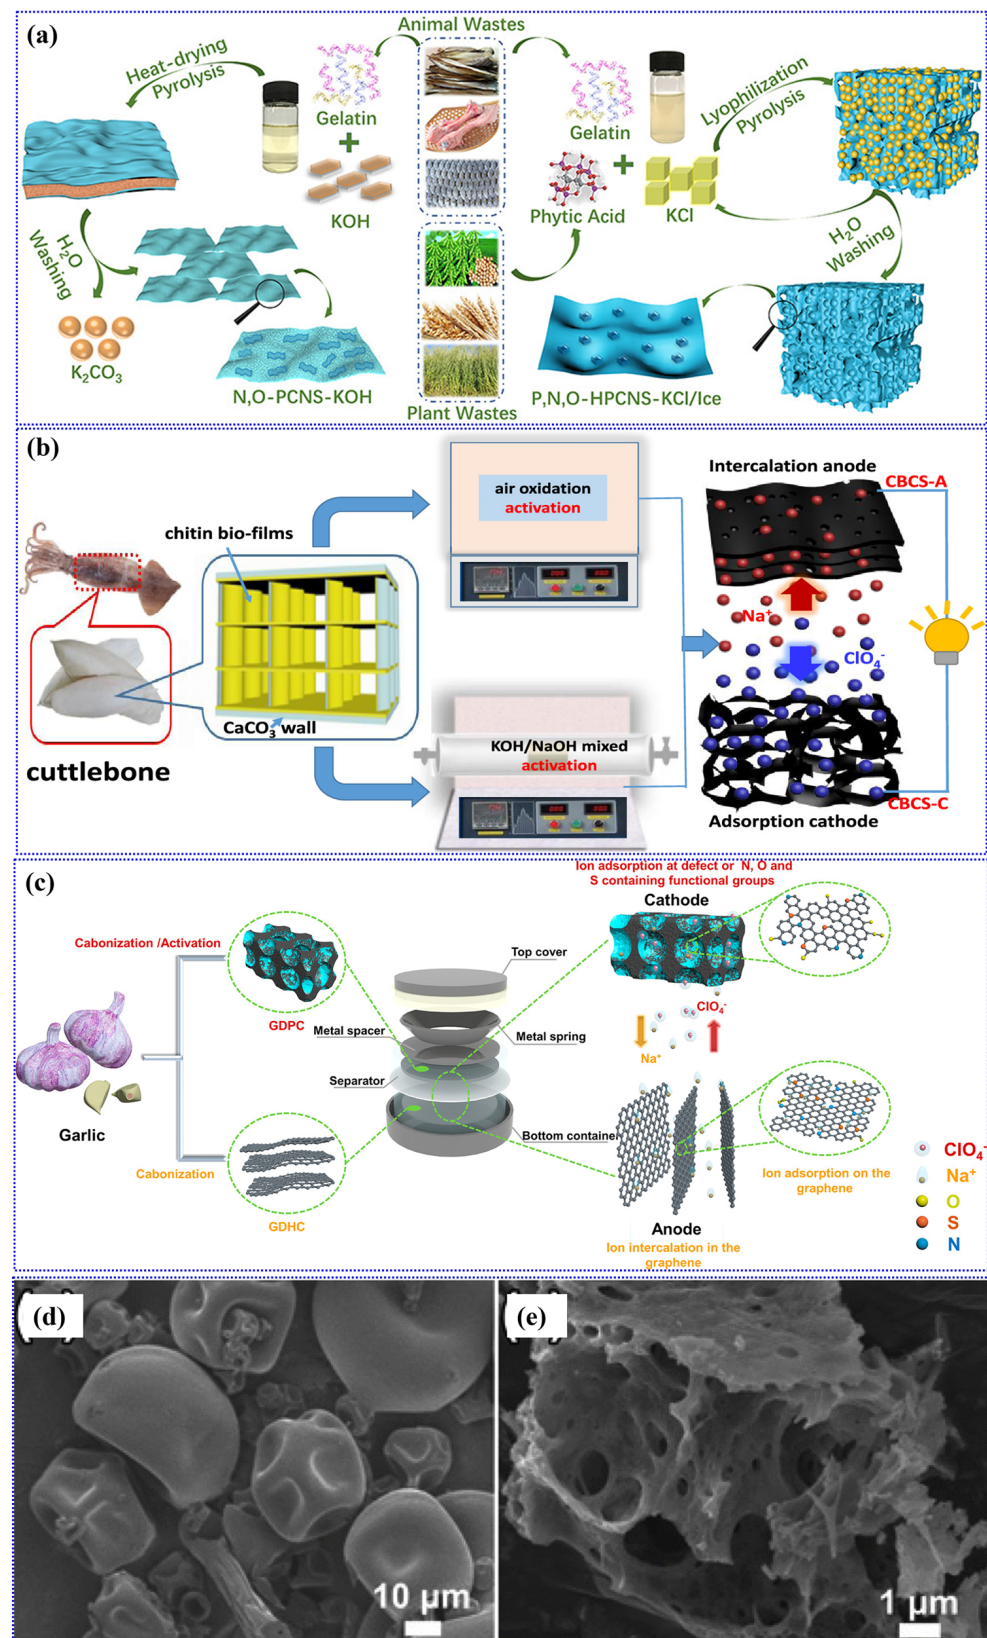 (a)
Animal Wastes
Heat-drying
Pyrolysis
Gelatin
KOH
Gelatin
Phytic Acid
KCl
Lyophilization
Pyrolysis
H2O
Washing
H2O
Washing
K2CO3
N,O-PCNS-KOH
Plant Wastes
P,N,O-HPCNS-KCl/Ice
(b)
chitin bio-films
CaCO3 wall
cuttlebone
air oxidation
activation
KOH/NaOH mixed
activation
Intercalation anode
CBCS-A
Na+
ClO4-
CBCS-C
Adsorption cathode
(c)
Ion adsorption at defect or N, O and
S containing functional groups
Cathode
Cabonization /Activation
GDPC
Top cover
Metal spacer
Metal spring
Separator
Bottom container
ClO4-
Na+
Garlic
Cabonization
GDHC
Anode
Ion intercalation in the
graphene
Ion adsorption on the
graphene
ClO4-
Na+
O
S
N
(d)
10 µm
(e)
1 µm